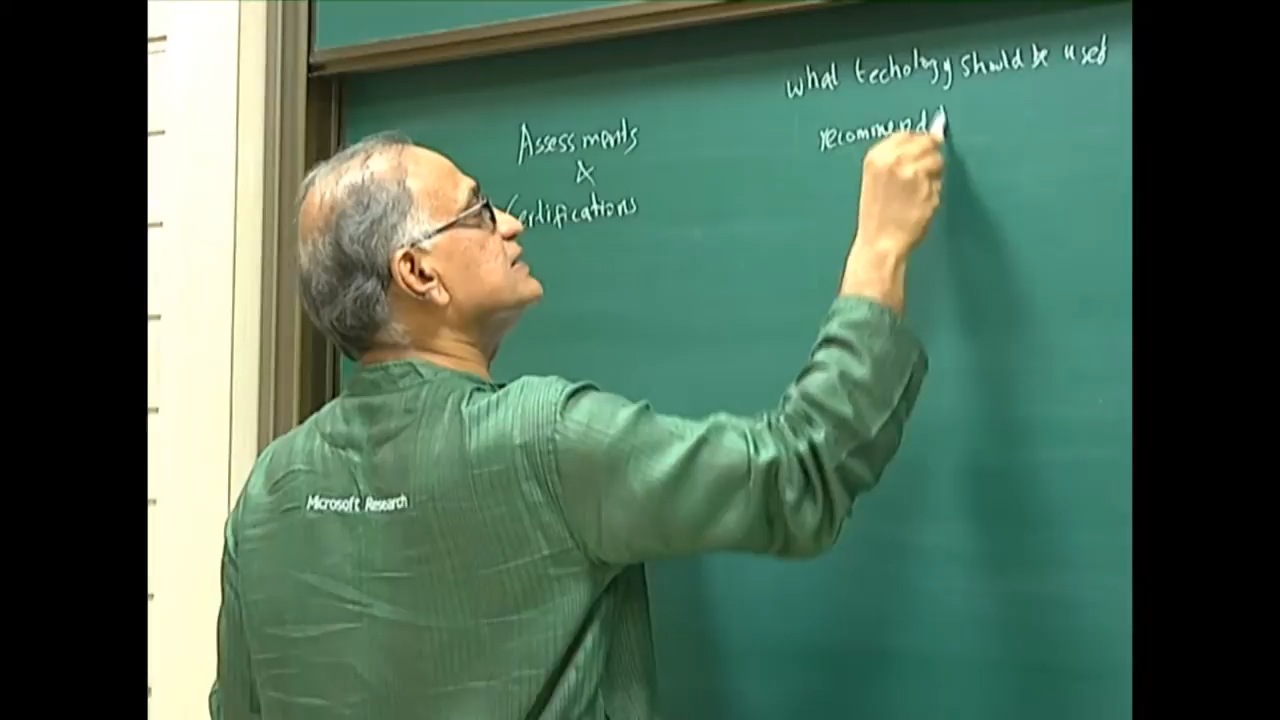 what techology should be used
recommend
Assessments
&
Certifications
Microsoft Research